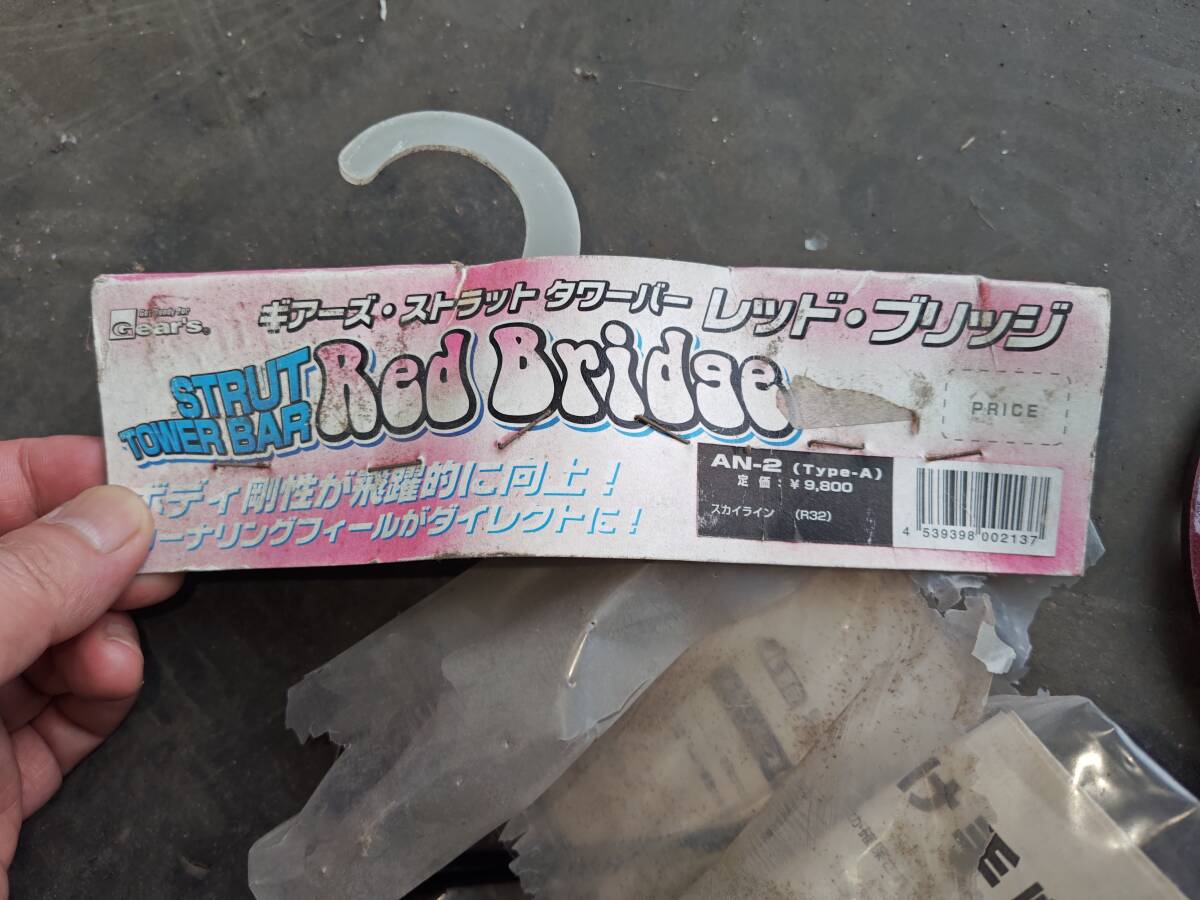 Gear's
ギアーズ・ストラット タワーバー レッド・ブリッジ
STRUT
TOWER BAR
Red Bridge
PRICE
ボディ剛性が飛躍的に向上！
コーナリングフィールがダイレクトに！
AN-2 (Type-A)
定 価 : ¥ 9,800
スカイライン (R32)
4 539398 002137